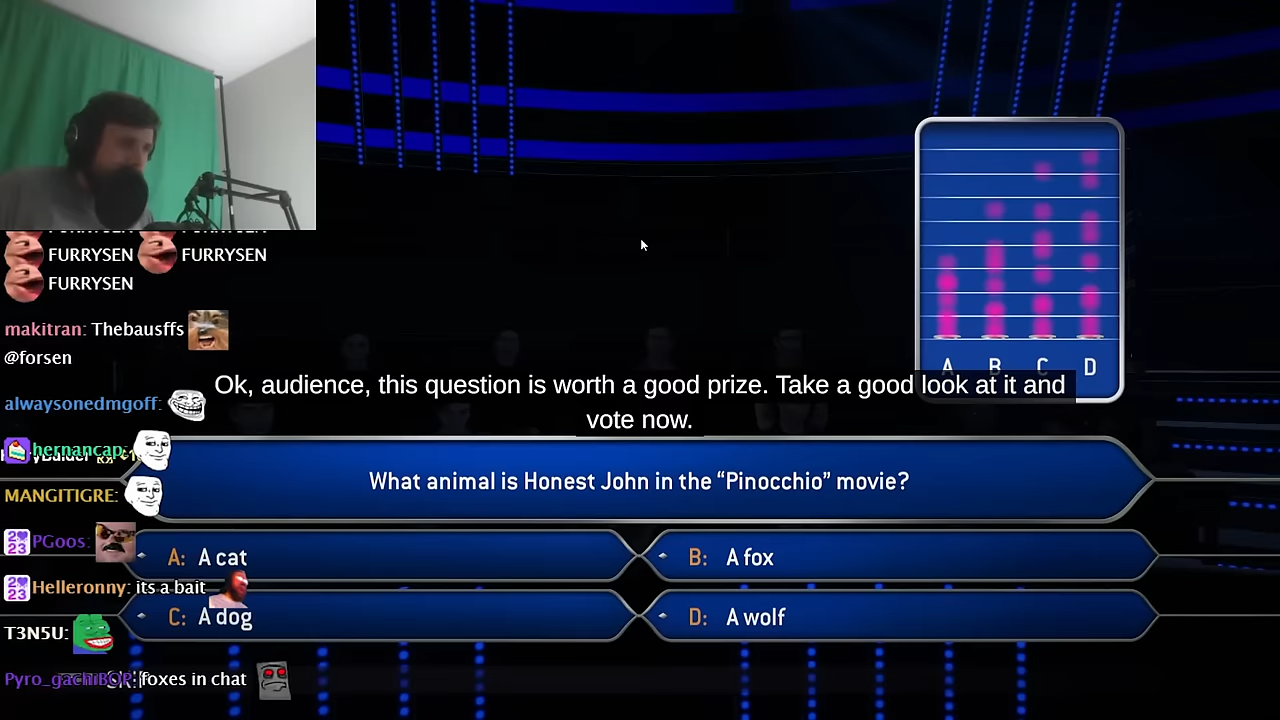 FURRYSEN FURRYSEN
FURRYSEN
makitran: Thebausffs
@forsen
alwaysonedmgoff:
hernancap:
MANGITIGRE:
PGoos:
Helleronny: its a bait
T3N5U:
Pyro_gachiBOP: foxes in chat
A B C D
Ok, audience, this question is worth a good prize. Take a good look at it and
vote now.
What animal is Honest John in the “Pinocchio” movie?
A: A cat
B: A fox
C: A dog
D: A wolf